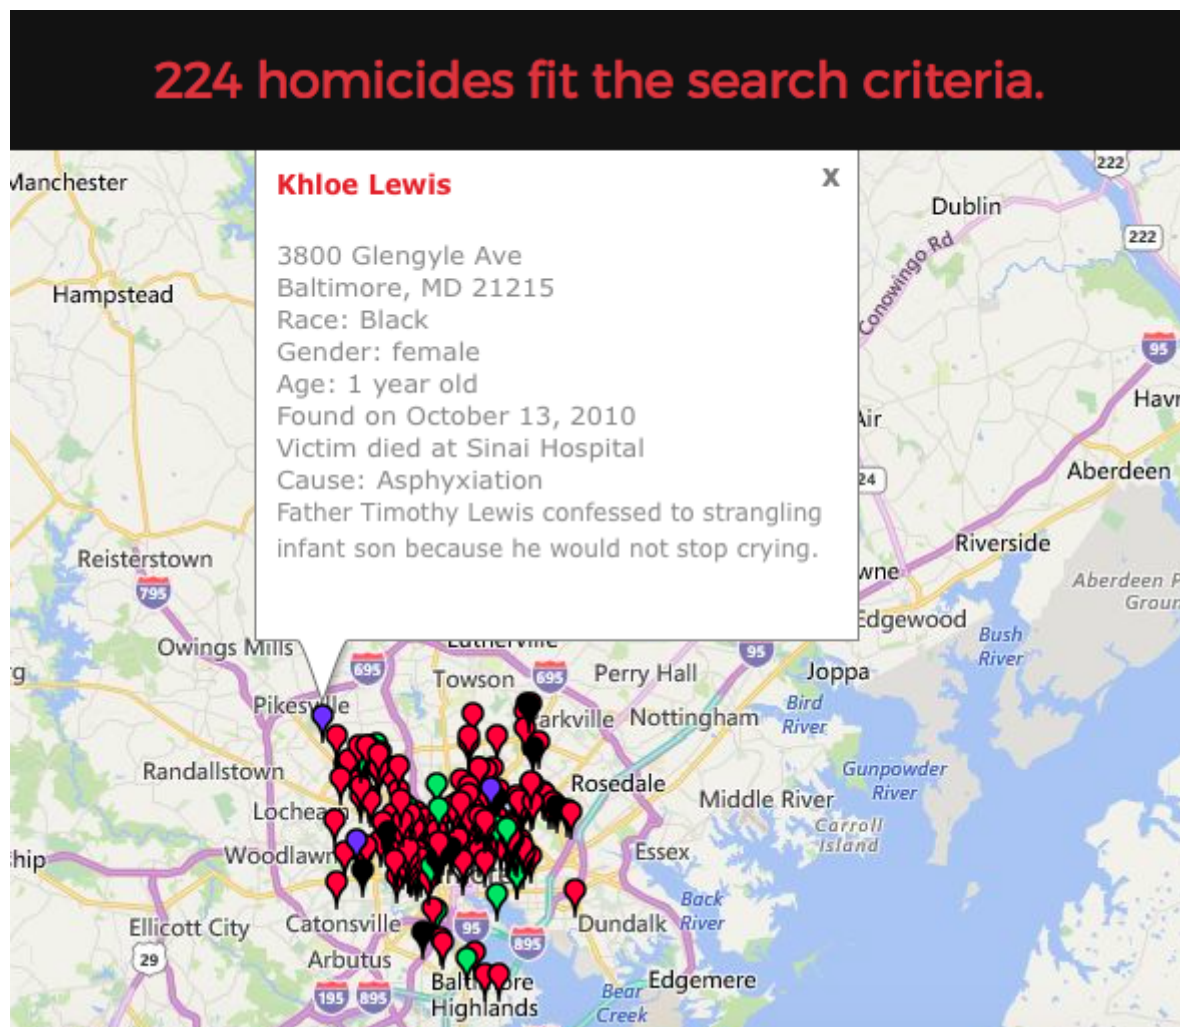 224 homicides fit the search criteria.
Khloe Lewis
x
3800 Glengyle Ave
Baltimore, MD 21215
Race: Black
Gender: female
Age: 1 year old
Found on October 13, 2010
Victim died at Sinai Hospital
Cause: Asphyxiation
Father Timothy Lewis confessed to strangling
infant son because he would not stop crying.
Manchester
222
Dublin
222
Conowingo Rd
Hampstead
95
Air
24
Aberdeen
Riverside
Reisterstown
795
Edgewood
Bush
River
Owings Mills
695
Towson
695
Perry Hall
95
Joppa
Bird
River
Pikesville
Nottingham
Randallstown
Rosedale
Gunpowder
River
Middle River
Carroll
Island
Woodlawn
Essex
Ellicott City
Catonsville
95
895
Dundalk
Back
River
29
Arbutus
195
895
Highlands
Bear
Creek
Edgemere